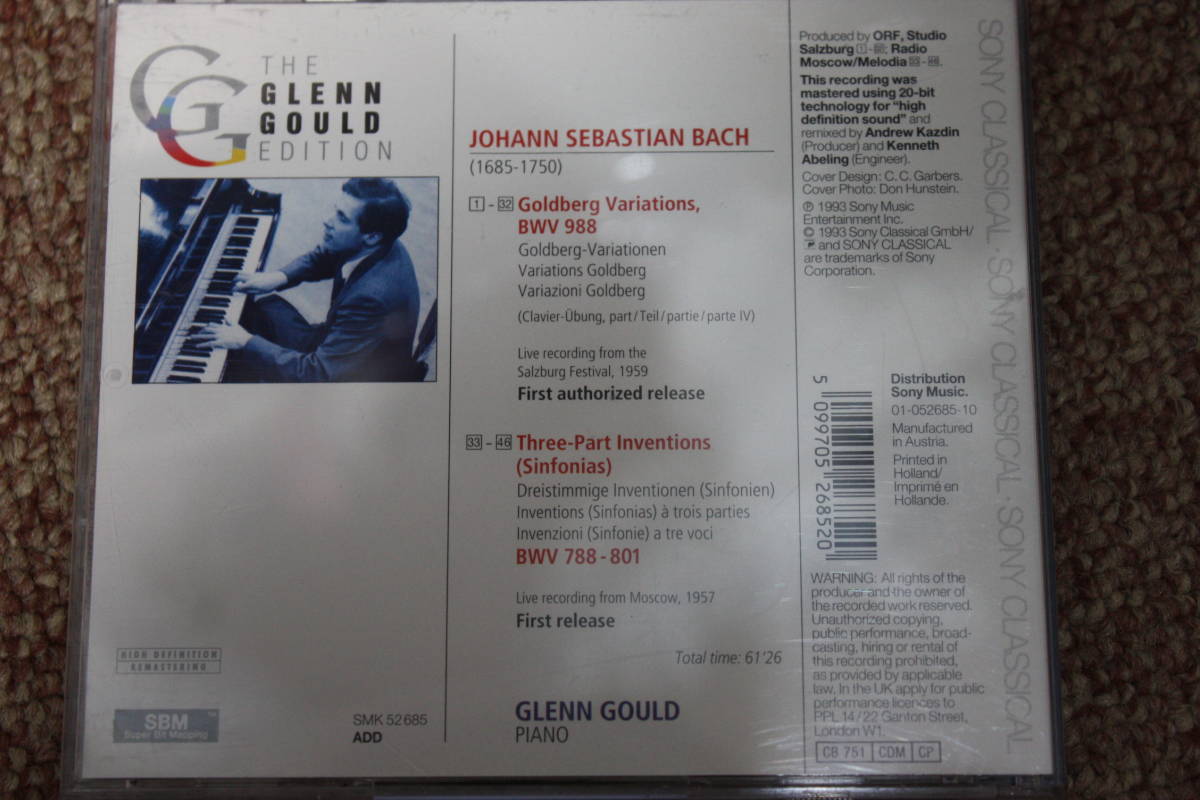 THE
GLENN
GOULD
EDITION
JOHANN SEBASTIAN BACH
(1685-1750)
1 - 32 Goldberg Variations,
BWV 988
Goldberg-Variationen
Variations Goldberg
Variazioni Goldberg
(Clavier-Übung, part/Teil/partie/parte IV)
Live recording from the
Salzburg Festival, 1959
First authorized release
33 - 46 Three-Part Inventions
(Sinfonias)
Dreistimmige Inventionen (Sinfonien)
Inventions (Sinfonias) à trois parties
Invenzioni (Sinfonie) a tre voci
BWV 788-801
Live recording from Moscow, 1957
First release
Total time: 61'26
GLENN GOULD
PIANO
HIGH DEFINITION
REMASTERING
SBM™
Super Bit Mapping
SMK 52685
ADD
Produced by ORF, Studio
Salzburg 1-32; Radio
Moscow/Melodia 33-46.
This recording was
mastered using 20-bit
technology for "high
definition sound" and
remixed by Andrew Kazdin
(Producer) and Kenneth
Abeling (Engineer).
Cover Design: C. C. Garbers.
Cover Photo: Don Hunstein.
℗ 1993 Sony Music
Entertainment Inc.
© 1993 Sony Classical GmbH/
and SONY CLASSICAL
are trademarks of Sony
Corporation.
5 099705 268520
Distribution
Sony Music.
01-052685-10
Manufactured
in Austria.
Printed in
Holland/
Imprimé en
Hollande.
WARNING: All rights of the
producer and the owner of
the recorded work reserved.
Unauthorized copying,
public performance, broad-
casting, hiring or rental of
this recording prohibited,
as provided by applicable
law. In the UK apply for public
performance licences to
PPL 14/22 Ganton Street,
London W1.
CB 751 CDM CP
SONY CLASSICAL · SONY CLASSICAL · SONY CLASSICAL